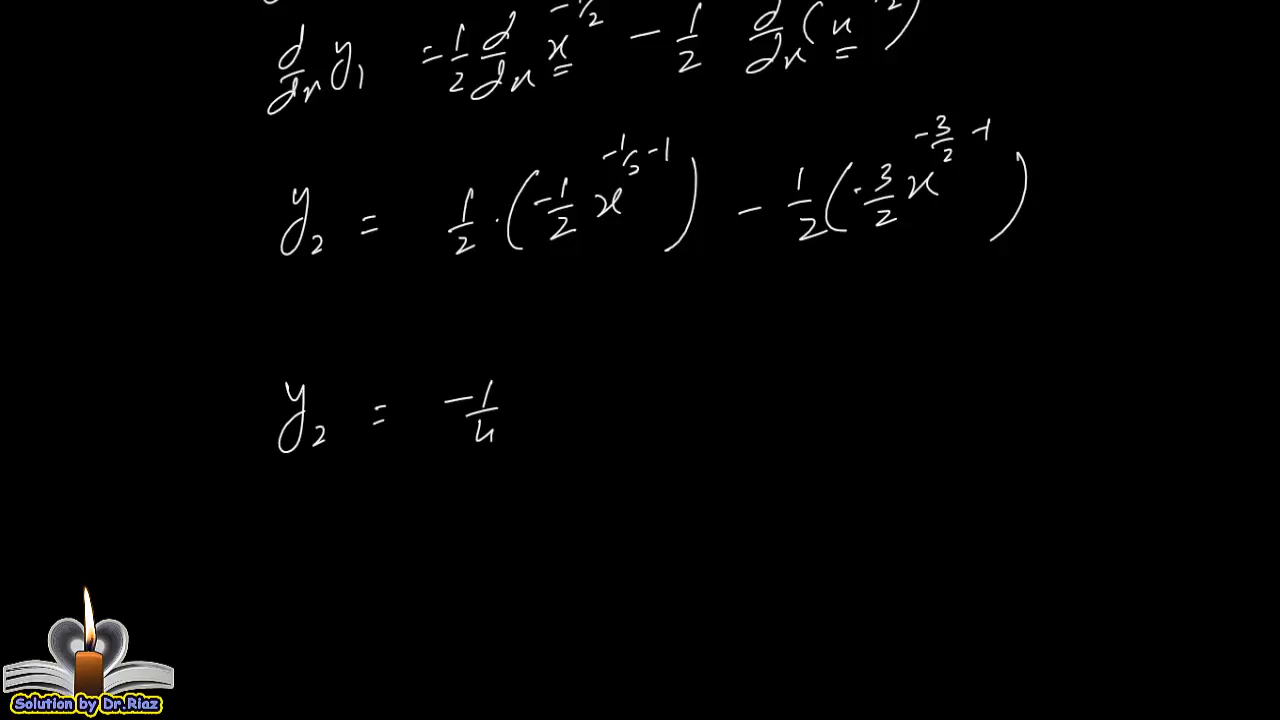 d/dx y₁ = 1/2 d/dx x^(-1/2) - 1/2 d/dx (x
y₂ = 1/2 · (-1/2 x^(-1/2 -1)) - 1/2 (-3/2 x^(-3/2 -1))
y₂ = -1/4
Solution by Dr.Riaz